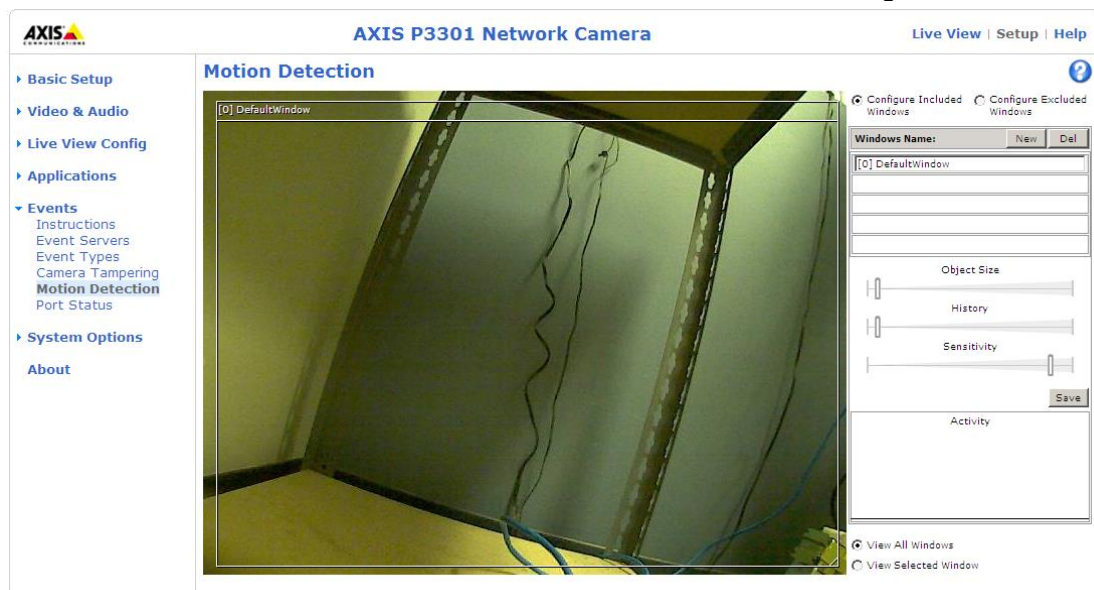 AXIS
COMMUNICATIONS
AXIS P3301 Network Camera
Live View | Setup | Help
Basic Setup
Video & Audio
Live View Config
Applications
Events
Instructions
Event Servers
Event Types
Camera Tampering
Motion Detection
Port Status
System Options
About
Motion Detection
[0] DefaultWindow
Configure Included
Windows
Configure Excluded
Windows
Windows Name:
New
Del
[0] DefaultWindow
Object Size
History
Sensitivity
Save
Activity
View All Windows
View Selected Window